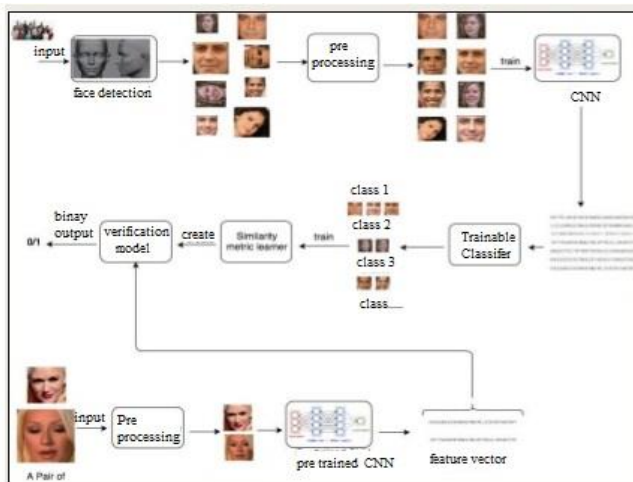 input
face detection
pre
processing
train
CNN
class 1
class 2
class 3
class
Trainable
Classifer
train
Similarity
metric learner
create
verification
model
binay
output
0/1
input
Pre
processing
pre trained CNN
feature vector
A Pair of